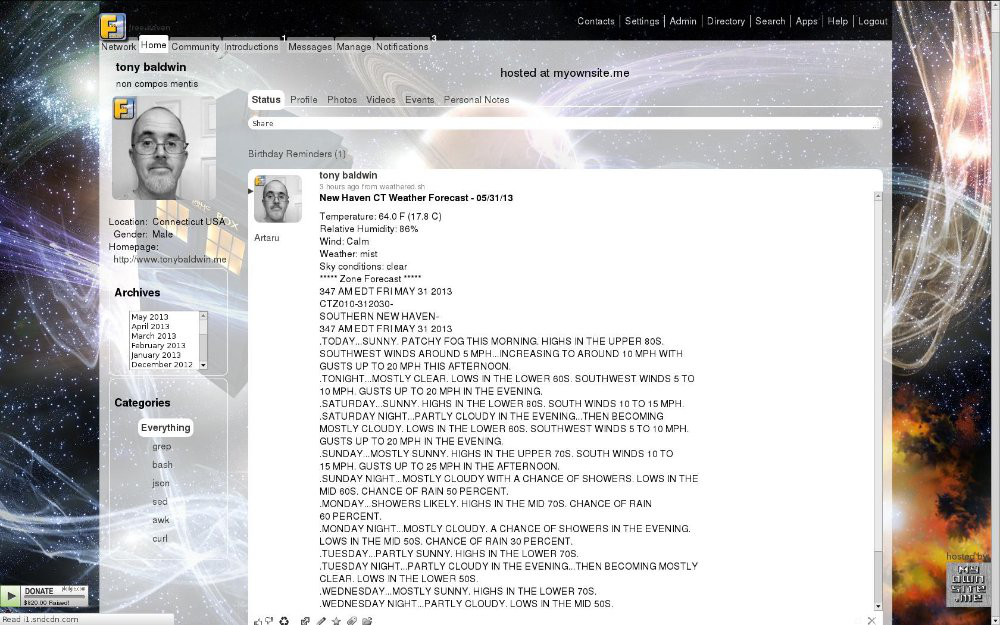 Contacts | Settings | Admin | Directory | Search | Apps | Help | Logout
Network Home Community Introductions 1 Messages Manage Notifications 3
tony baldwin
non compos mentis
hosted at myownsite.me
Status Profile Photos Videos Events Personal Notes
Share
Birthday Reminders (1)
Location: Connecticut USA
Gender: Male
Homepage:
http://www.tonybaldwin.me
Archives
May 2013
April 2013
March 2013
February 2013
January 2013
December 2012
Categories
Everything
grep
bash
json
sed
awk
curl
tony baldwin
3 hours ago from weathered.sh
Artaru
New Haven CT Weather Forecast - 05/31/13
Temperature: 64.0 F (17.8 C)
Relative Humidity: 86%
Wind: Calm
Weather: mist
Sky conditions: clear
***** Zone Forecast *****
347 AM EDT FRI MAY 31 2013
CTZ010-312030-
SOUTHERN NEW HAVEN-
347 AM EDT FRI MAY 31 2013
.TODAY...SUNNY. PATCHY FOG THIS MORNING. HIGHS IN THE UPPER 80S.
SOUTHWEST WINDS AROUND 5 MPH...INCREASING TO AROUND 10 MPH WITH
GUSTS UP TO 20 MPH THIS AFTERNOON.
.TONIGHT...MOSTLY CLEAR. LOWS IN THE LOWER 60S. SOUTHWEST WINDS 5 TO
10 MPH. GUSTS UP TO 20 MPH IN THE EVENING.
.SATURDAY...SUNNY. HIGHS IN THE LOWER 80S. SOUTH WINDS 10 TO 15 MPH.
.SATURDAY NIGHT...PARTLY CLOUDY IN THE EVENING...THEN BECOMING
MOSTLY CLOUDY. LOWS IN THE LOWER 60S. SOUTHWEST WINDS 5 TO 10 MPH.
GUSTS UP TO 20 MPH IN THE EVENING.
.SUNDAY...MOSTLY SUNNY. HIGHS IN THE UPPER 70S. SOUTH WINDS 10 TO
15 MPH. GUSTS UP TO 25 MPH IN THE AFTERNOON.
.SUNDAY NIGHT...MOSTLY CLOUDY WITH A CHANCE OF SHOWERS. LOWS IN THE
MID 60S. CHANCE OF RAIN 50 PERCENT.
.MONDAY...SHOWERS LIKELY. HIGHS IN THE MID 70S. CHANCE OF RAIN
60 PERCENT.
.MONDAY NIGHT...MOSTLY CLOUDY. A CHANCE OF SHOWERS IN THE EVENING.
LOWS IN THE MID 50S. CHANCE OF RAIN 30 PERCENT.
.TUESDAY...PARTLY SUNNY. HIGHS IN THE LOWER 70S.
.TUESDAY NIGHT...PARTLY CLOUDY IN THE EVENING...THEN BECOMING MOSTLY
CLEAR. LOWS IN THE LOWER 50S.
.WEDNESDAY...MOSTLY SUNNY. HIGHS IN THE LOWER 70S.
.WEDNESDAY NIGHT...PARTLY CLOUDY. LOWS IN THE MID 50S.
hosted by
MY
OWN
SITE
.ME
DONATE pledgie.com
$820.00 Raised!
Read i1.sndcdn.com